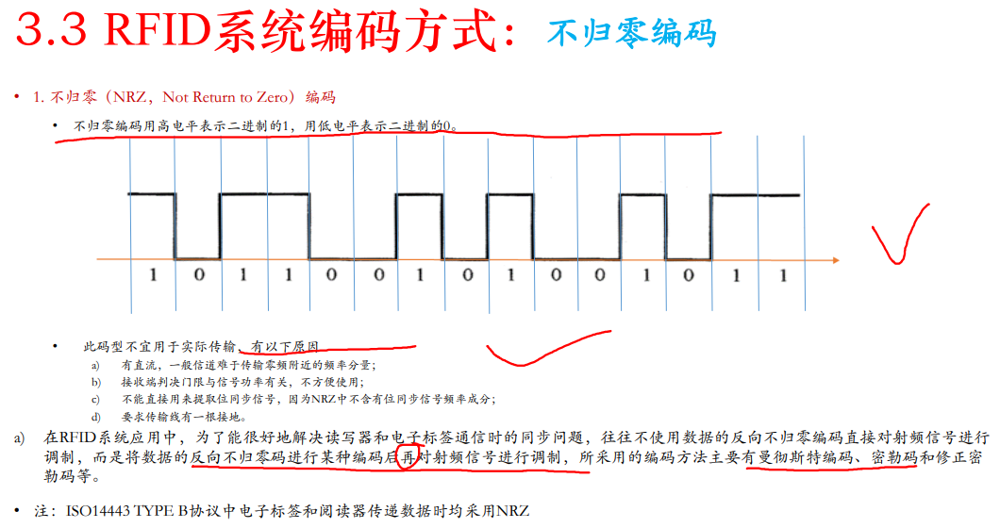 3.3 RFID系统编码方式：不归零编码
• 1. 不归零（NRZ，Not Return to Zero）编码
• 不归零编码用高电平表示二进制的1，用低电平表示二进制的0。
1 0 1 1 0 0 1 0 1 0 0 1 0 1 1
• 此码型不宜用于实际传输，有以下原因
a) 有直流，一般信道难于传输零频附近的频率分量；
b) 接收端判决门限与信号功率有关，不方便使用；
c) 不能直接用来提取位同步信号，因为NRZ中不含有位同步信号频率成分；
d) 要求传输线有一根接地。
a) 在RFID系统应用中，为了能很好地解决读写器和电子标签通信时的同步问题，往往不使用数据的反向不归零编码直接对射频信号进行
调制，而是将数据的反向不归零码进行某种编码后再对射频信号进行调制，所采用的编码方法主要有曼彻斯特编码、密勒码和修正密
勒码等。
• 注：ISO14443 TYPE B协议中电子标签和阅读器传递数据时均采用NRZ